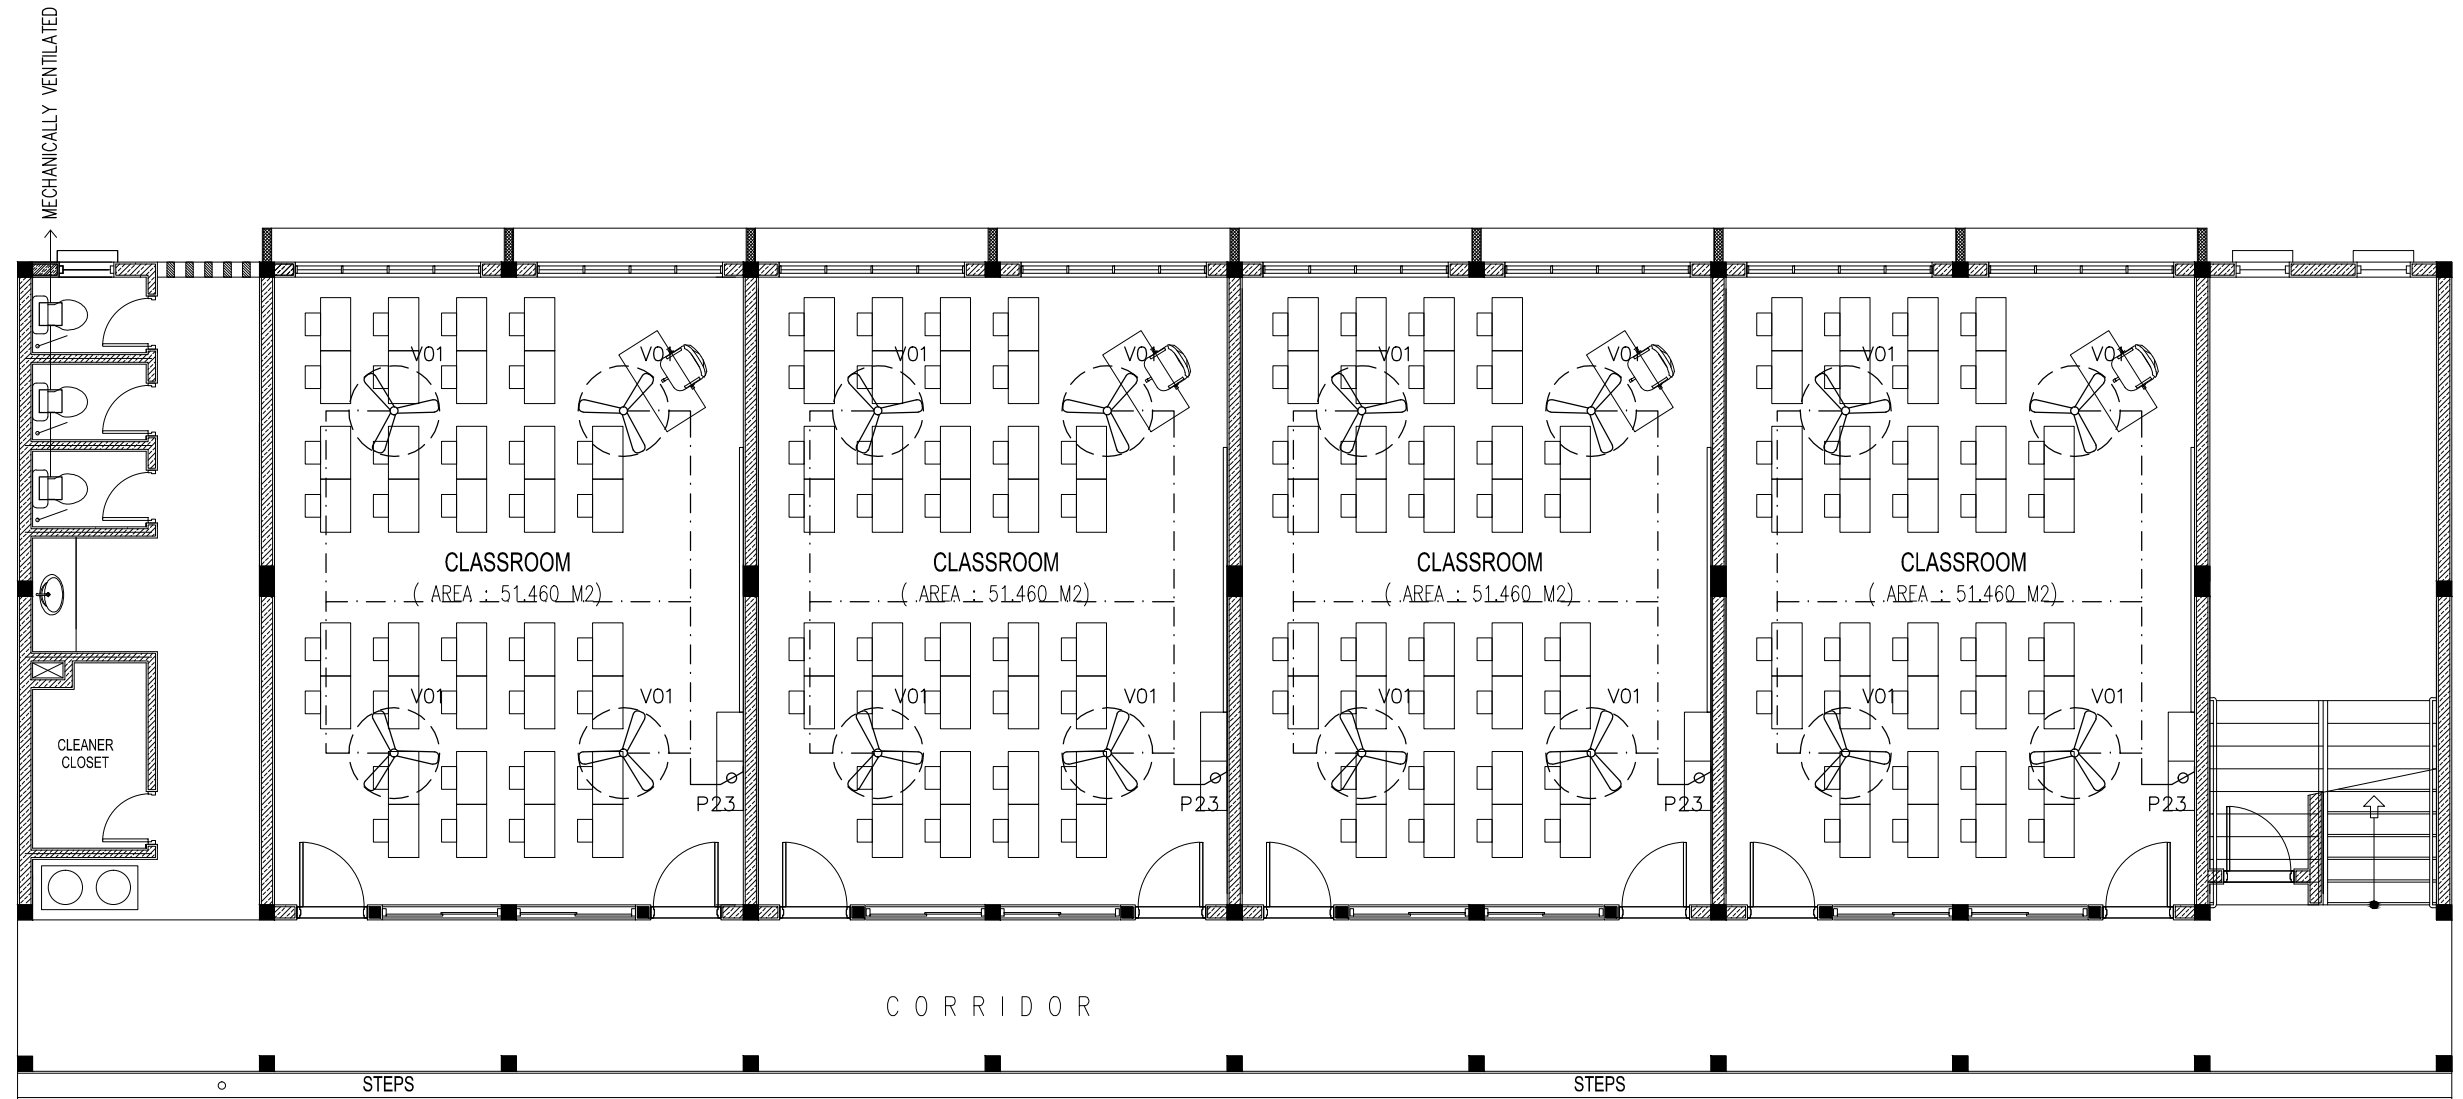 MECHANICALLY VENTILATED
V01
V01
V01
V01
V01
V01
V01
V01
CLASSROOM
( AREA : 51.460 M2)
CLASSROOM
( AREA : 51.460 M2)
CLASSROOM
( AREA : 51.460 M2)
CLASSROOM
( AREA : 51.460 M2)
V01
V01
V01
V01
V01
V01
V01
V01
CLEANER
CLOSET
P23
P23
P23
P23
CORRIDOR
STEPS
STEPS